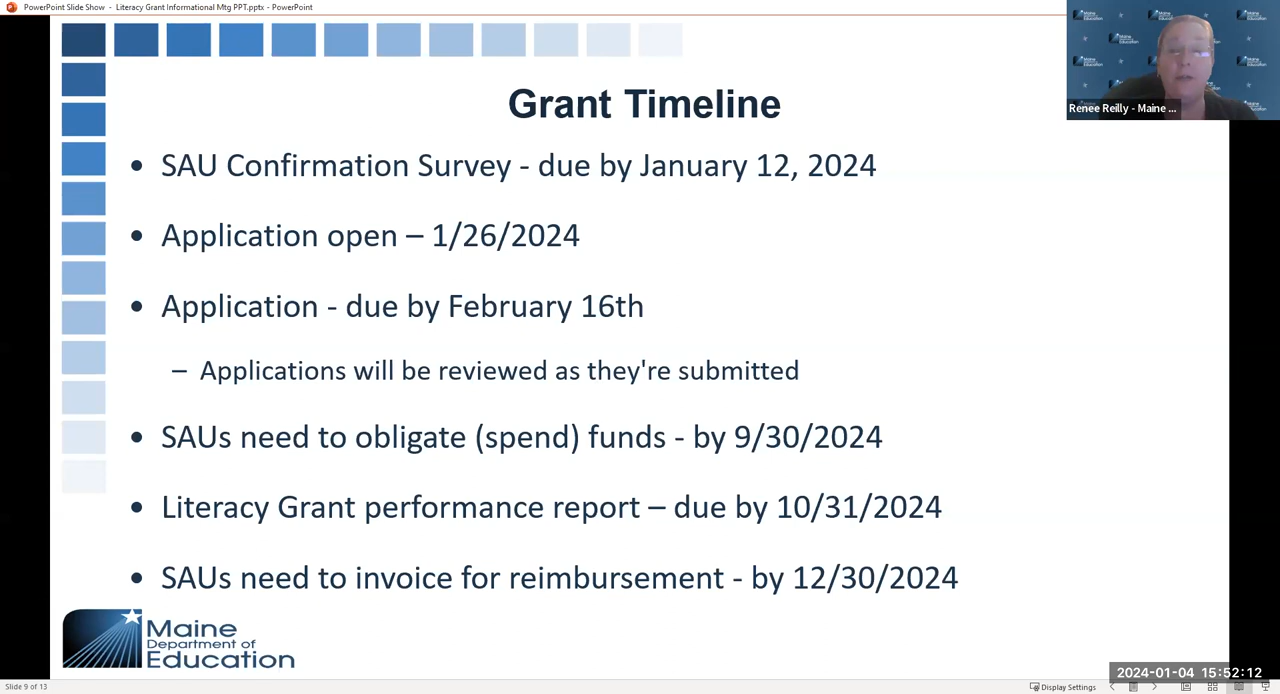 PowerPoint Slide Show - Literacy Grant Informational Mtg PPT.pptx - PowerPoint
Renee Reilly - Maine ...
Grant Timeline
• SAU Confirmation Survey - due by January 12, 2024
• Application open – 1/26/2024
• Application - due by February 16th
– Applications will be reviewed as they're submitted
• SAUs need to obligate (spend) funds - by 9/30/2024
• Literacy Grant performance report – due by 10/31/2024
• SAUs need to invoice for reimbursement - by 12/30/2024
Maine
Department of
Education
2024-01-04 15:52:12
Slide 9 of 13
Display Settings